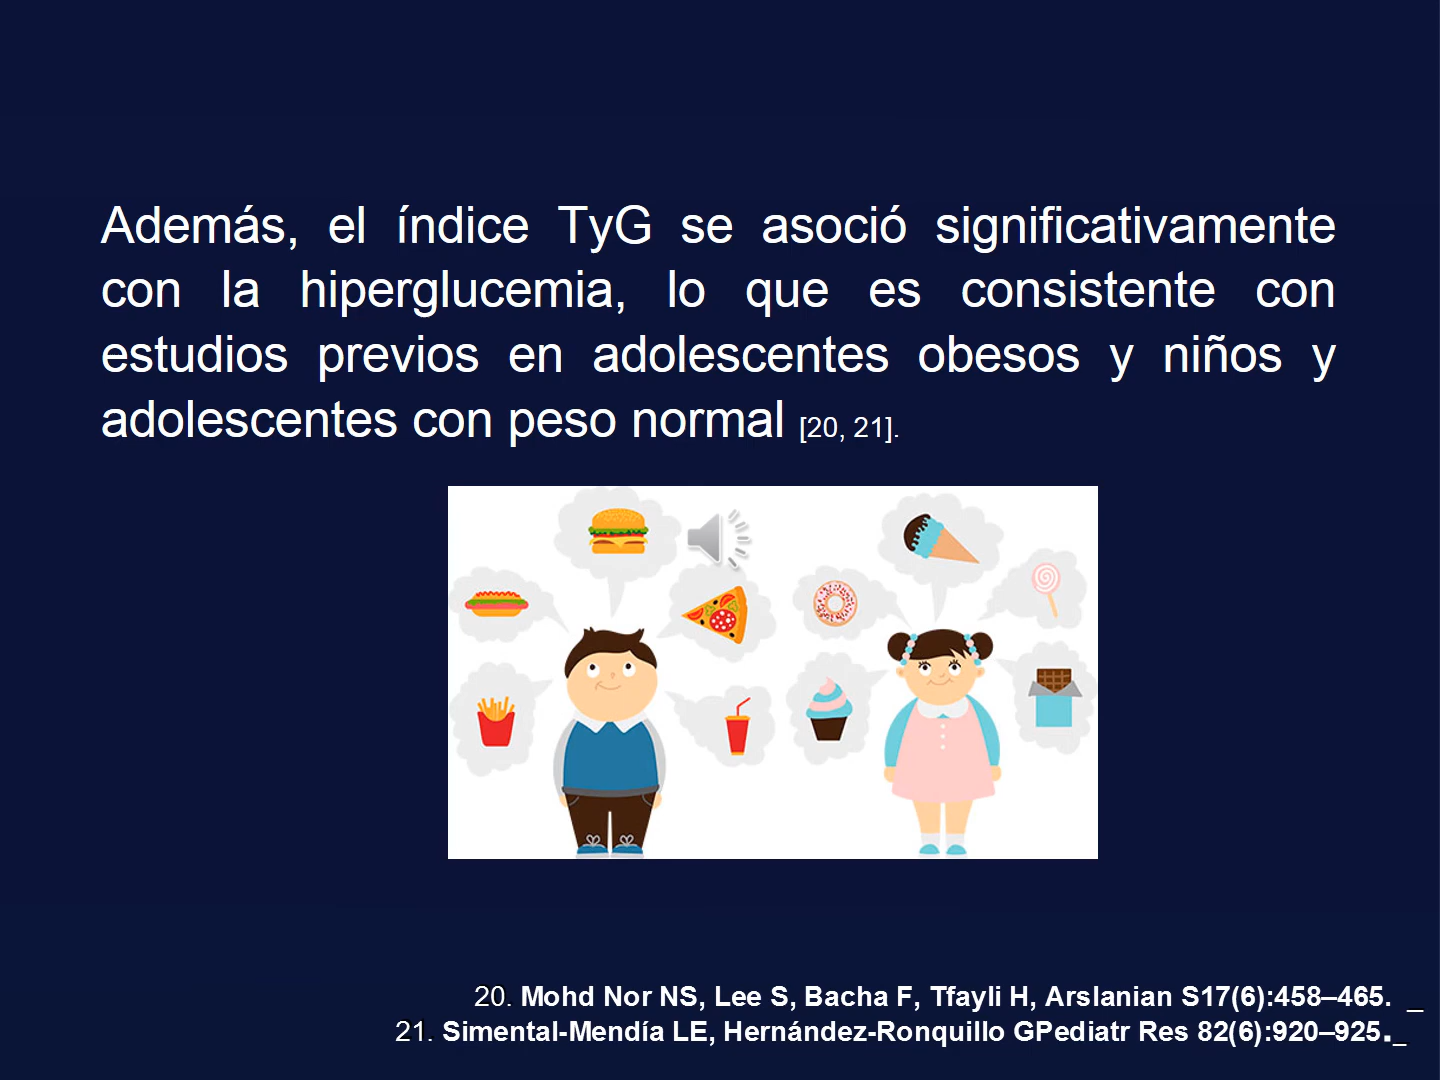 Además, el índice TyG se asoció significativamente
con la hiperglucemia, lo que es consistente con
estudios previos en adolescentes obesos y niños y
adolescentes con peso normal [20, 21].
20. Mohd Nor NS, Lee S, Bacha F, Tfayli H, Arslanian S17(6):458–465. _
21. Simental-Mendía LE, Hernández-Ronquillo GPediatr Res 82(6):920–925._